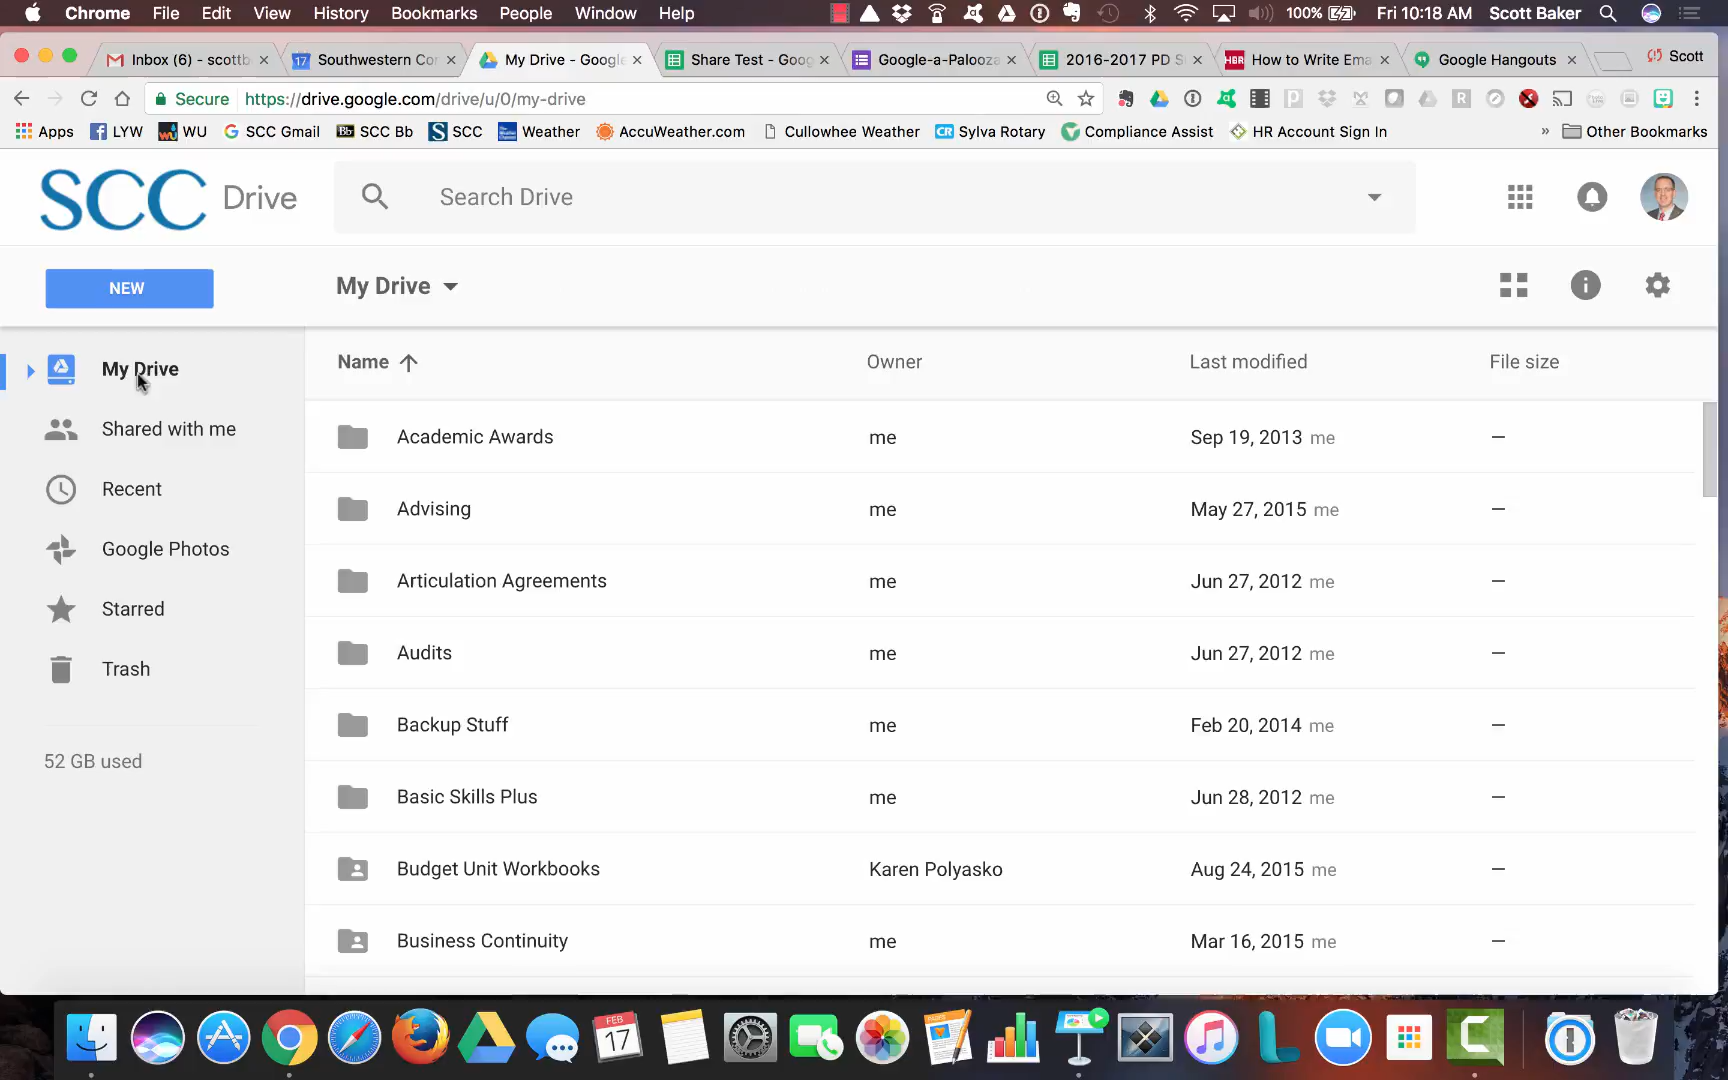 Chrome File Edit View History Bookmarks People Window Help 100% Fri 10:18 AM Scott Baker
Inbox (6) - scottb Southwestern Co My Drive - Google Share Test - Goog Google-a-Palooza 2016-2017 PD S How to Write Ema Google Hangouts Scott
Secure https://drive.google.com/drive/u/0/my-drive
Apps LYW WU SCC Gmail SCC Bb SCC Weather AccuWeather.com Cullowhee Weather Sylva Rotary Compliance Assist HR Account Sign In » Other Bookmarks
SCC Drive Search Drive
NEW My Drive
Name Owner Last modified File size
My Drive
Shared with me
Recent
Google Photos
Starred
Trash
52 GB used
Academic Awards me Sep 19, 2013 me —
Advising me May 27, 2015 me —
Articulation Agreements me Jun 27, 2012 me —
Audits me Jun 27, 2012 me —
Backup Stuff me Feb 20, 2014 me —
Basic Skills Plus me Jun 28, 2012 me —
Budget Unit Workbooks Karen Polyasko Aug 24, 2015 me —
Business Continuity me Mar 16, 2015 me —
FEB
17